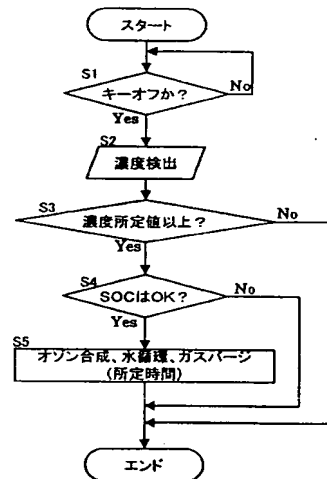 スタート
S1
キーオフか?
No
Yes
S2
濃度検出
S3
濃度所定値以上?
No
Yes
S4
SOCはOK?
No
Yes
S5
オゾン合成、水循環、ガスパージ
(所定時間)
エンド